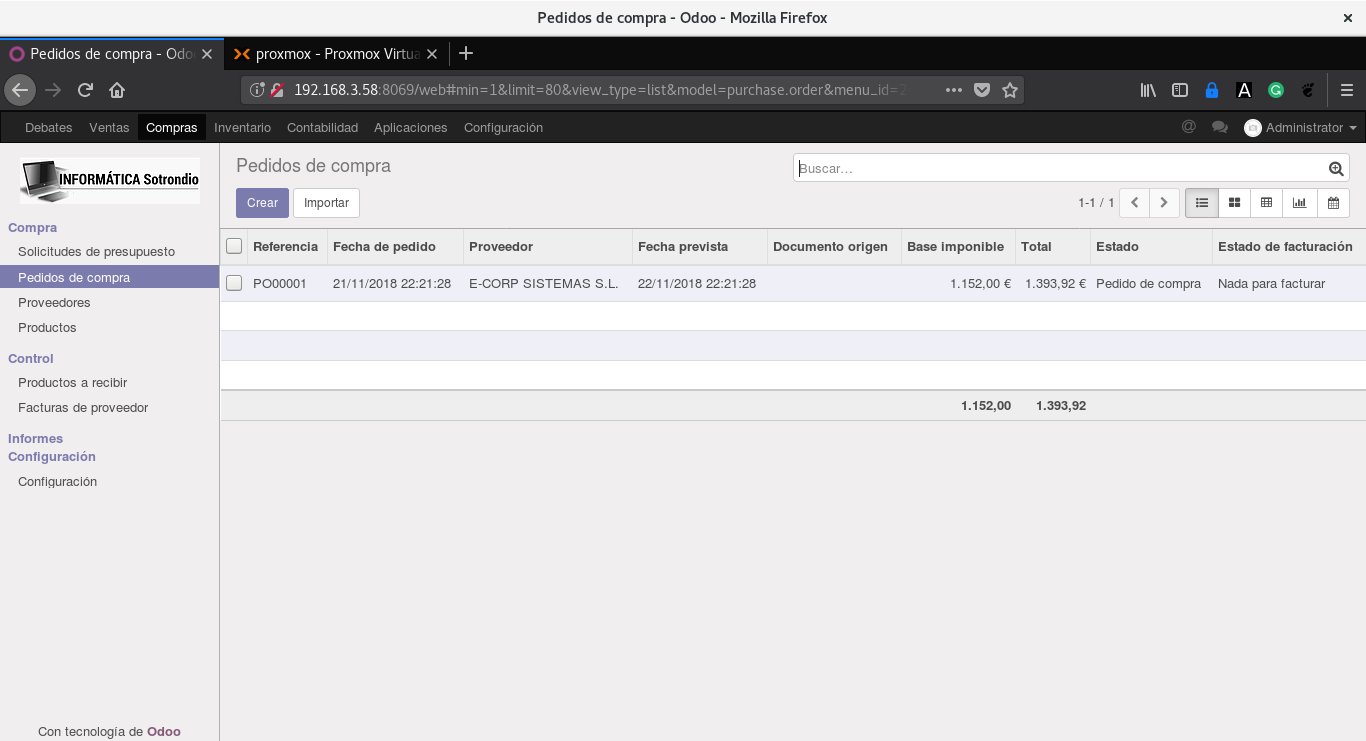 Pedidos de compra - Odoo - Mozilla Firefox
Pedidos de compra - Odo
proxmox - Proxmox Virtua
192.168.3.58:8069/web#min=1&limit=80&view_type=list&model=purchase.order&menu_id=2
Debates Ventas Compras Inventario Contabilidad Aplicaciones Configuración @ Administrator
INFORMÁTICA Sotrondio
Compra
Solicitudes de presupuesto
Pedidos de compra
Proveedores
Productos
Control
Productos a recibir
Facturas de proveedor
Informes
Configuración
Configuración
Con tecnología de Odoo
Pedidos de compra
Buscar...
Crear Importar
1-1 / 1
Referencia Fecha de pedido Proveedor Fecha prevista Documento origen Base imponible Total Estado Estado de facturación
PO00001 21/11/2018 22:21:28 E-CORP SISTEMAS S.L. 22/11/2018 22:21:28 1.152,00 € 1.393,92 € Pedido de compra Nada para facturar
1.152,00 1.393,92